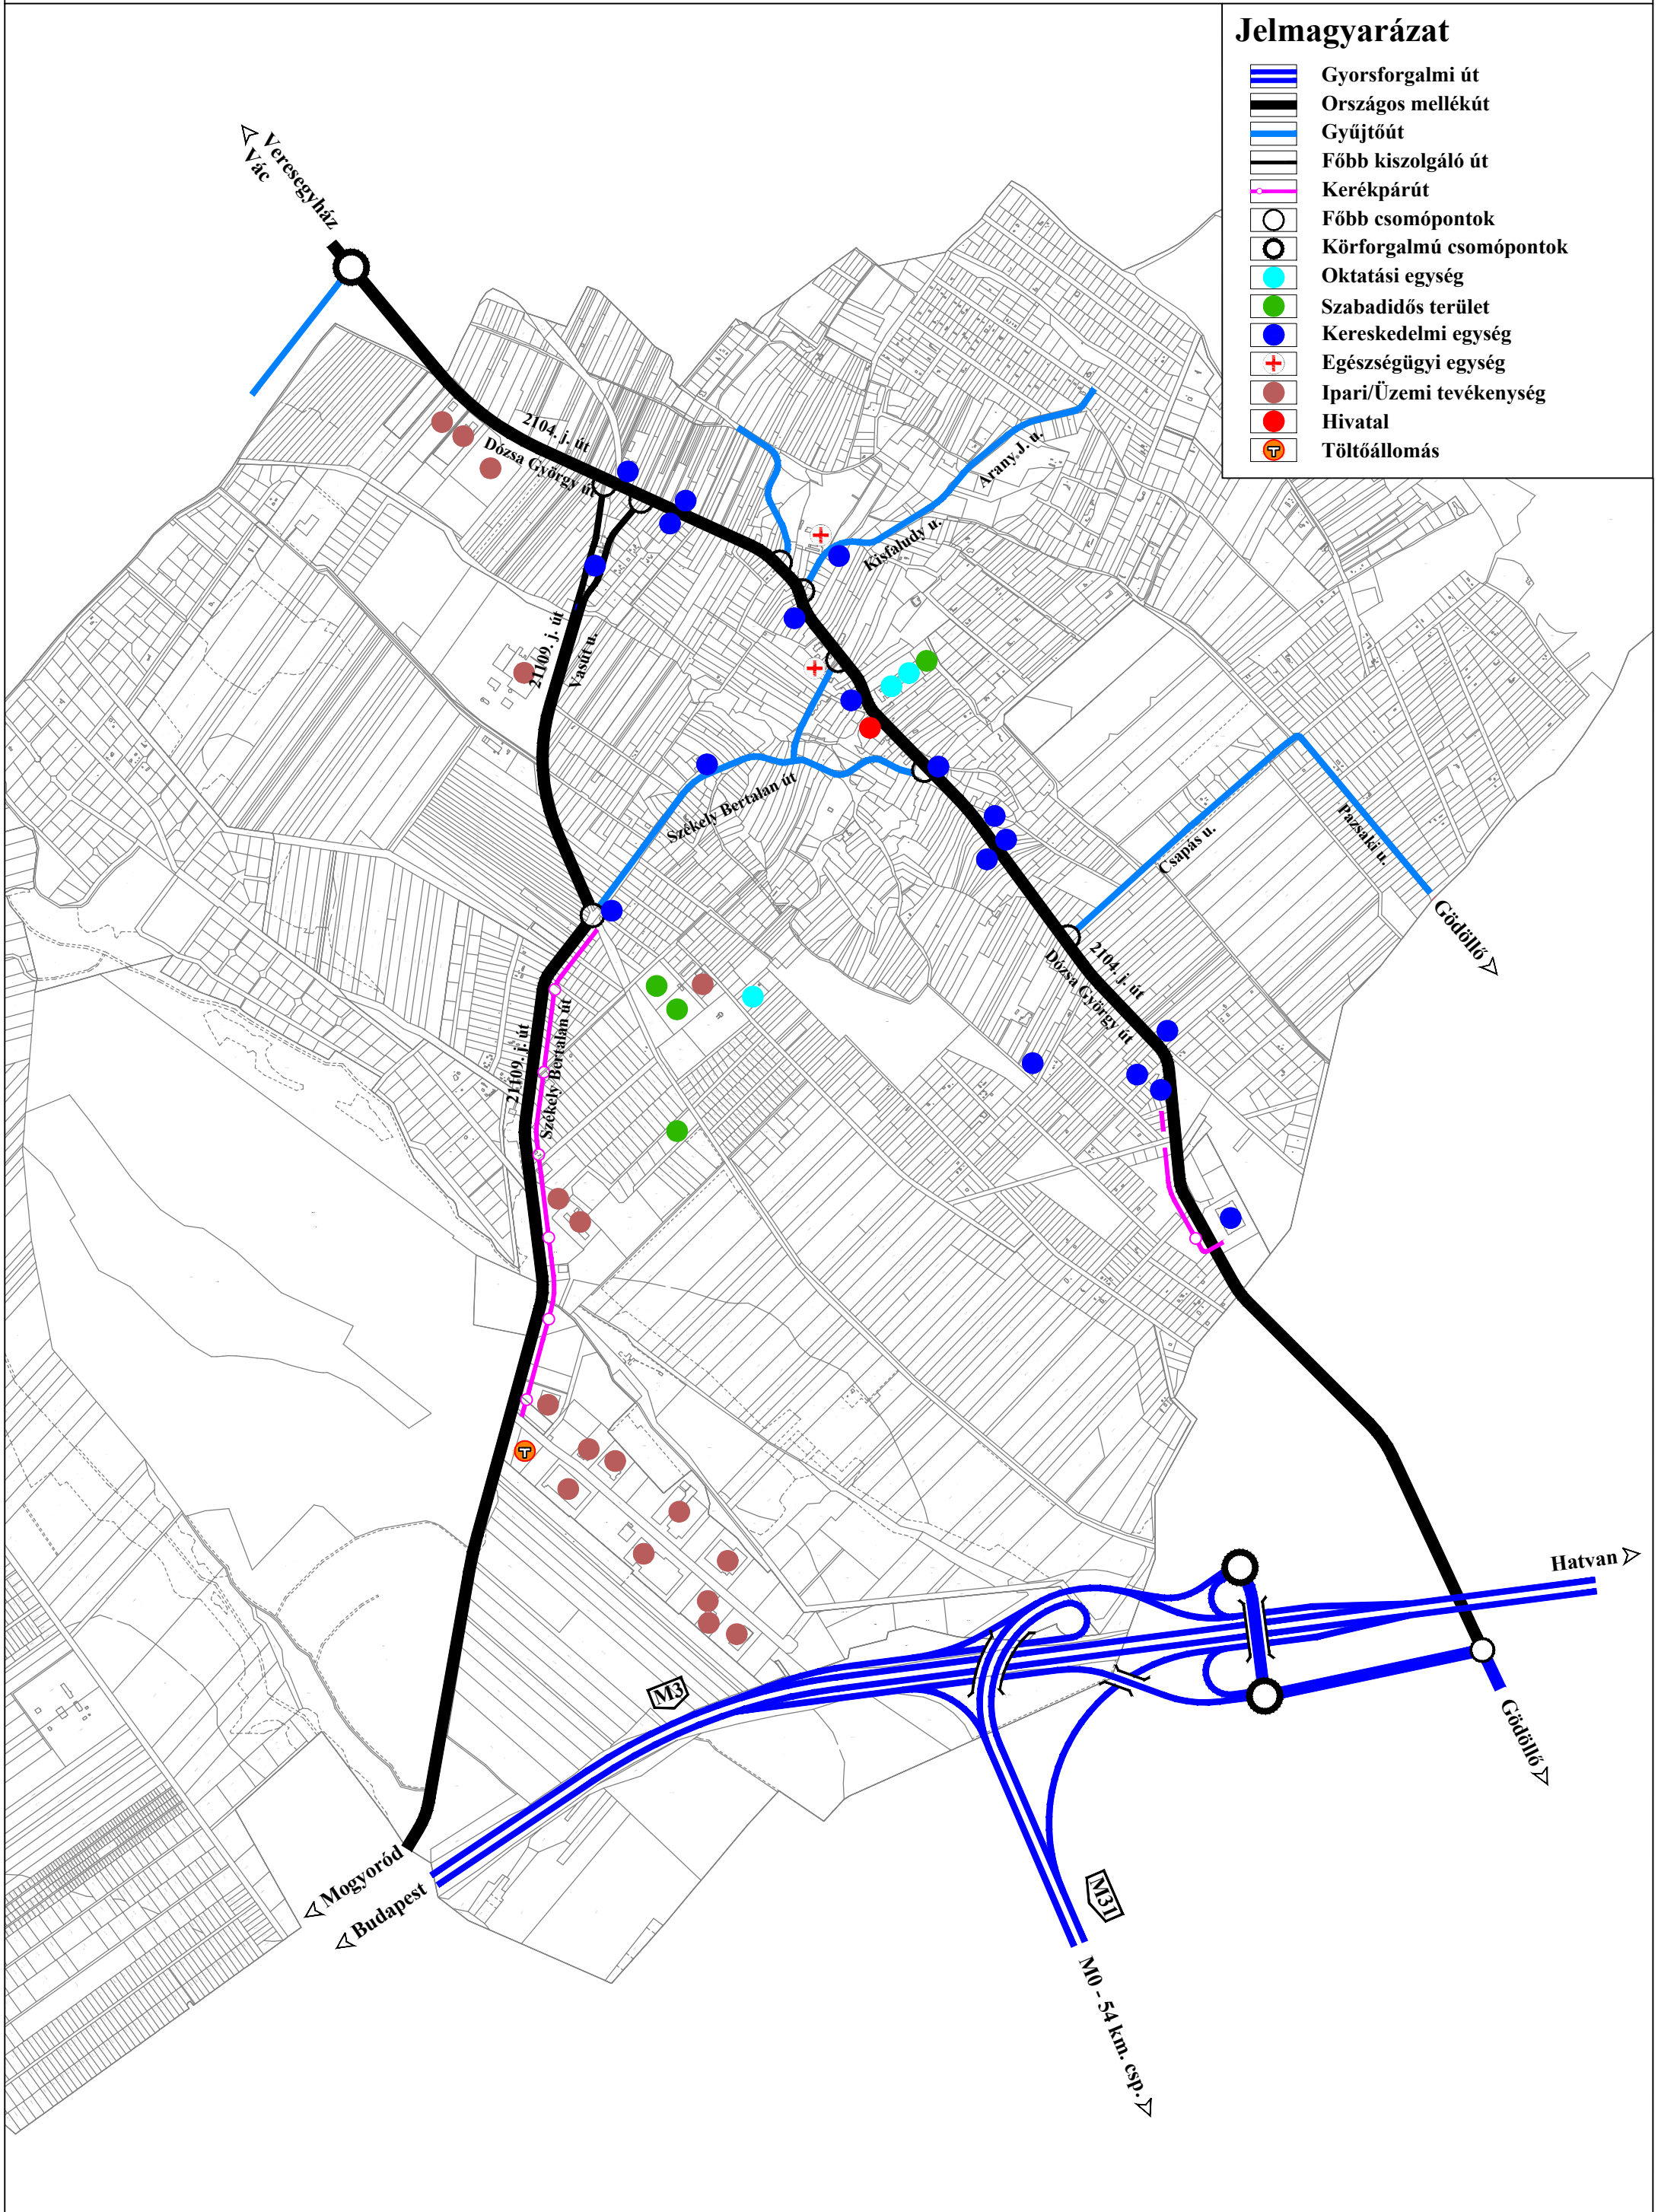 Jelmagyarázat
Gyorsforgalmi út
Országos mellékút
Gyűjtőút
Főbb kiszolgáló út
Kerékpárút
Főbb csomópontok
Körforgalmú csomópontok
Oktatási egység
Szabadidős terület
Kereskedelmi egység
Egészségügyi egység
Ipari/Üzemi tevékenység
Hivatal
T Töltőállomás
Veresegyház
Vác
2104. j. út
Dózsa György út
Arany J. u.
Kisfaludy u.
21109. j. út
Vasút u.
Székely Bertalan út
Csapás u.
Pazsaki u.
Gödöllő
2104. j. út
Dózsa György út
21109. j. út
Székely Bertalan út
T
Hatvan
M3
Gödöllő
Mogyoród
Budapest
M31
M0 - 54 km. csp.